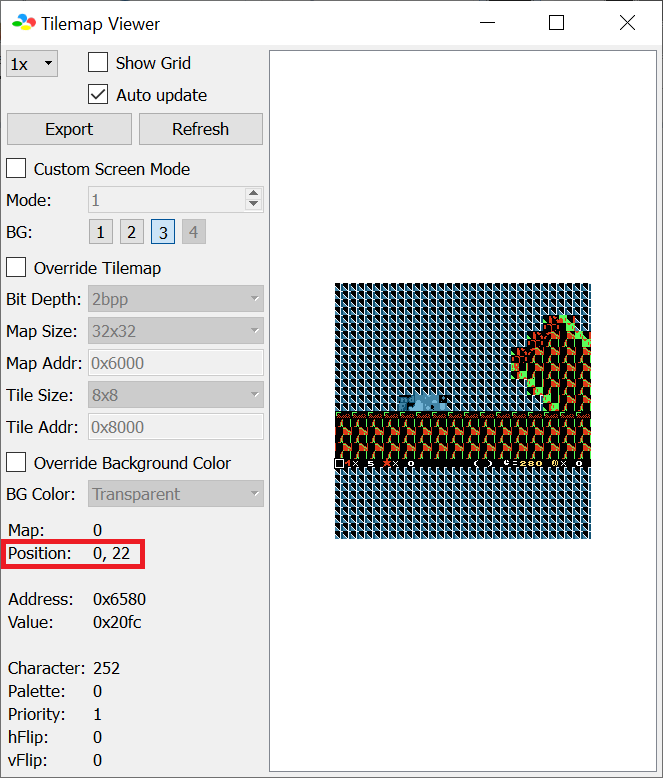 Tilemap Viewer
1x
Show Grid
Auto update
Export
Refresh
Custom Screen Mode
Mode: 1
BG: 1 2 3 4
Override Tilemap
Bit Depth: 2bpp
Map Size: 32x32
Map Addr: 0x6000
Tile Size: 8x8
Tile Addr: 0x8000
Override Background Color
BG Color: Transparent
Map: 0
Position: 0, 22
Address: 0x6580
Value: 0x20fc
Character: 252
Palette: 0
Priority: 1
hFlip: 0
vFlip: 0
× 5 ★× 0 ( ) =280 × 0